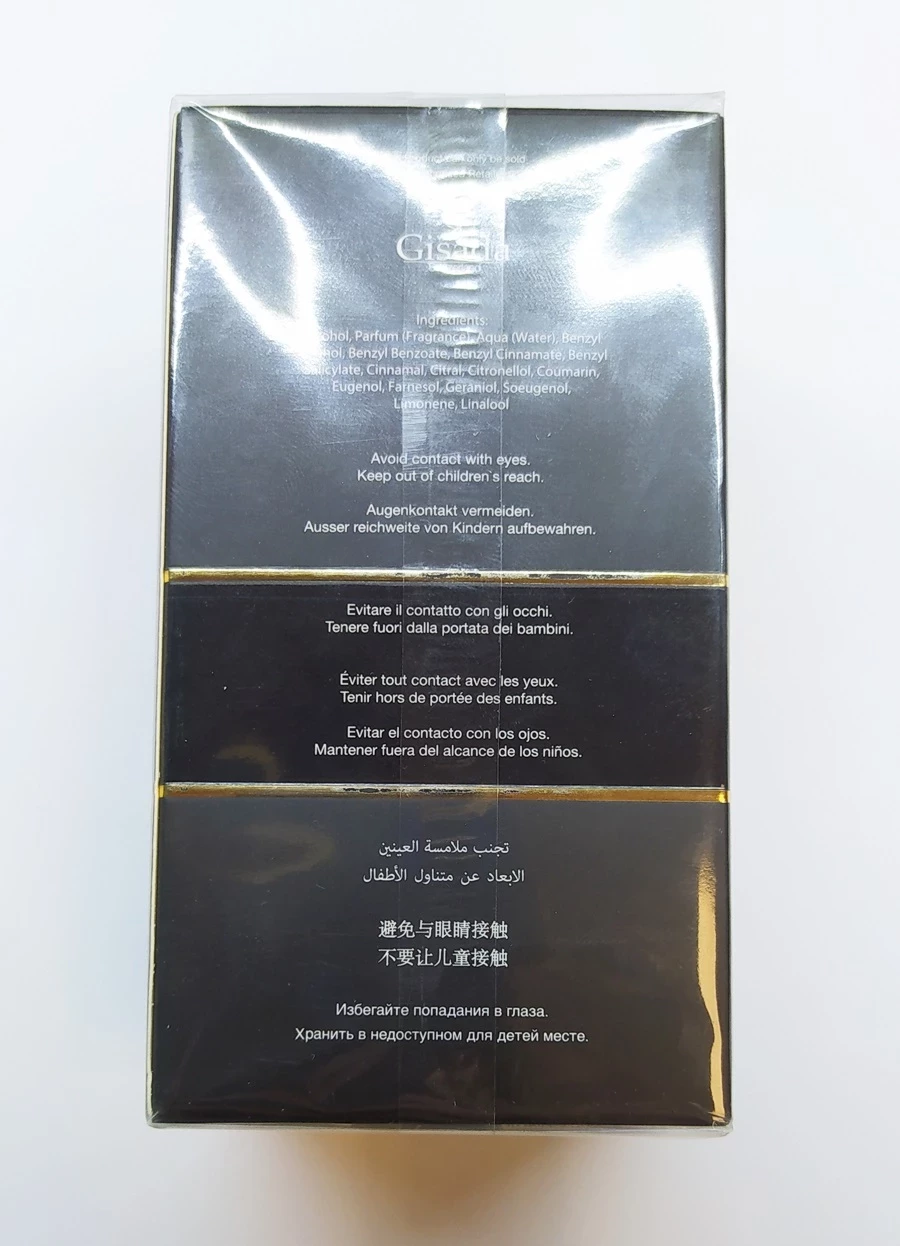 can only be sold
Gisada
Ingredients:
Parfum (Fragrance), Aqua (Water), Benzyl
Benzyl Benzoate, Benzyl Cinnamate, Benzyl
Cinnamal, Citral, Citronellol, Coumarin,
Eugenol, Farnesol, Geraniol, Soeugenol,
Limonene, Linalool
Avoid contact with eyes.
Keep out of children`s reach.
Augenkontakt vermeiden.
Ausser reichweite von Kindern aufbewahren.
Evitare il contatto con gli occhi.
Tenere fuori dalla portata dei bambini.
Éviter tout contact avec les yeux.
Tenir hors de portée des enfants.
Evitar el contacto con los ojos.
Mantener fuera del alcance de los niños.
تجنب ملامسة العينين
الابعاد عن متناول الأطفال
避免与眼睛接触
不要让儿童接触
Избегайте попадания в глаза.
Хранить в недоступном для детей месте.